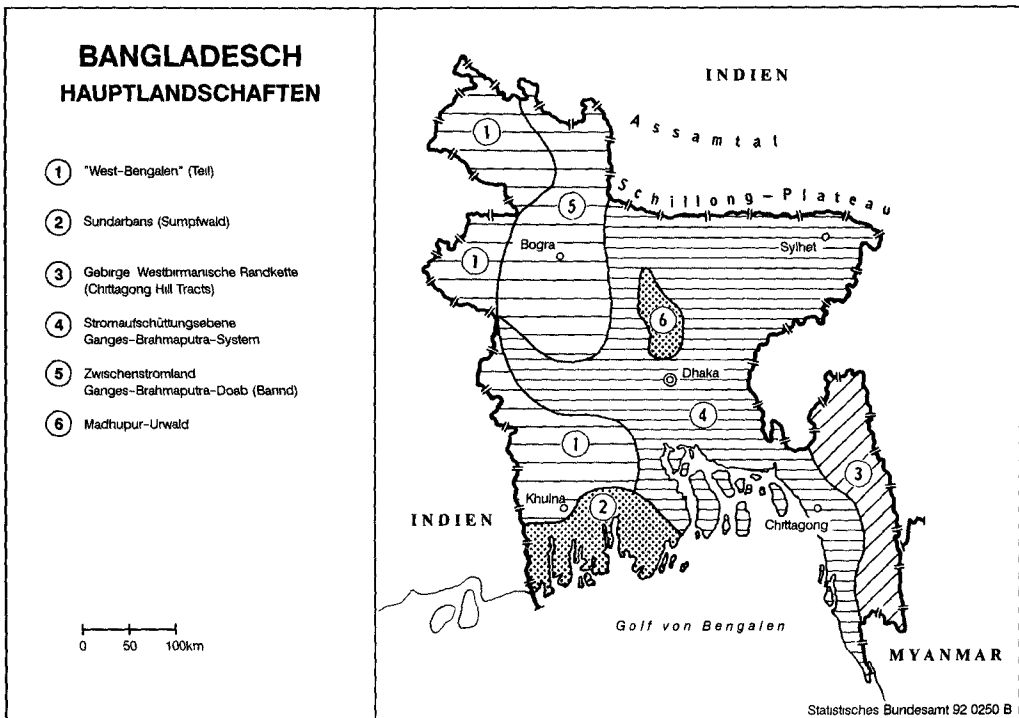 BANGLADESCH
HAUPTLANDSCHAFTEN
1 "West-Bengalen" (Teil)
2 Sundarbans (Sumpfwald)
3 Gebirge Westbirmanische Randkette
(Chittagong Hill Tracts)
4 Stromaufschüttungsebene
Ganges-Brahmaputra-System
5 Zwischenstromland
Ganges-Brahmaputra-Doab (Barind)
6 Madhupur-Urwald
0 50 100km
INDIEN
Assamtal
Schillong-Plateau
1
5
Bogra
Sylhet
1
6
Dhaka
4
1
3
Khulna
2
Chittagong
INDIEN
Golf von Bengalen
MYANMAR
Statistisches Bundesamt 92 0250 B